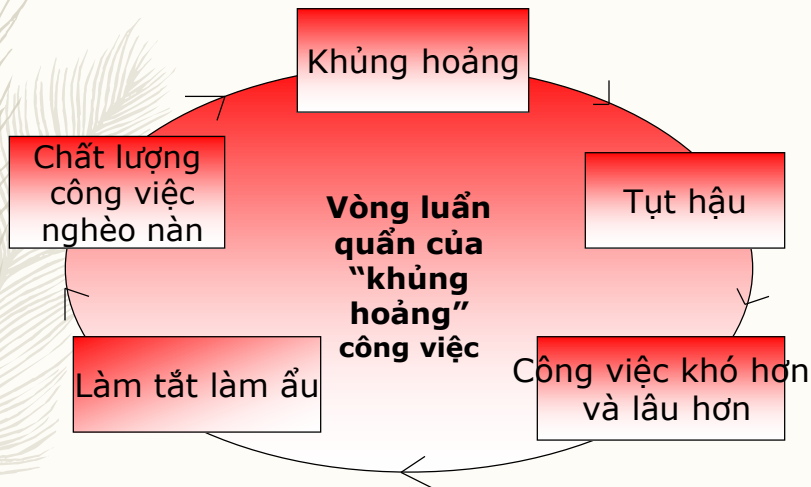 Khủng hoảng
Tụt hậu
Công việc khó hơn
và lâu hơn
Làm tắt làm ẩu
Chất lượng
công việc
nghèo nàn
Vòng luẩn
quẩn của
“khủng
hoảng”
công việc